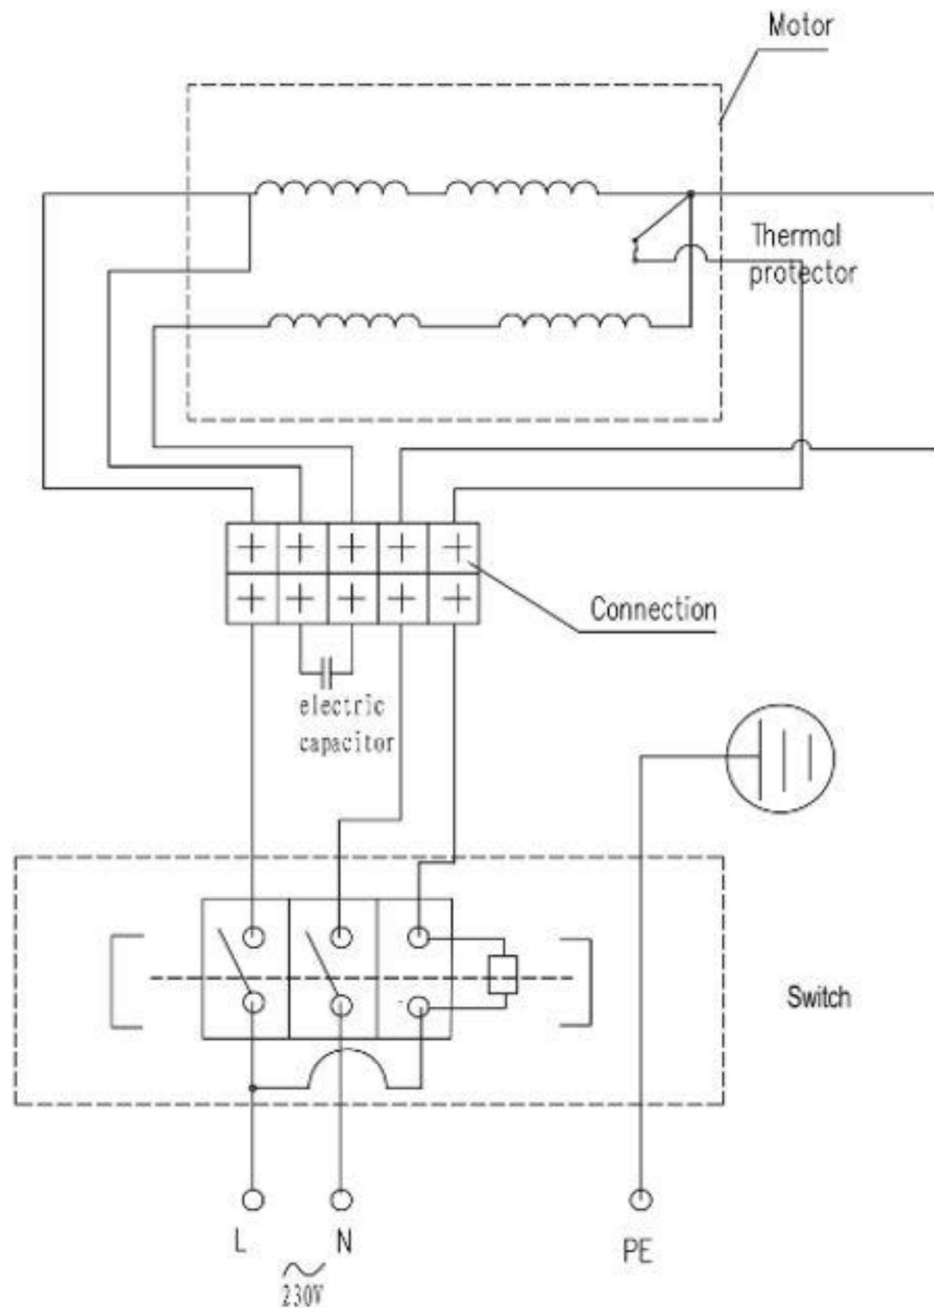 Motor
Thermal
protector
Connection
electric
capacitor
Switch
L
N
PE
230V